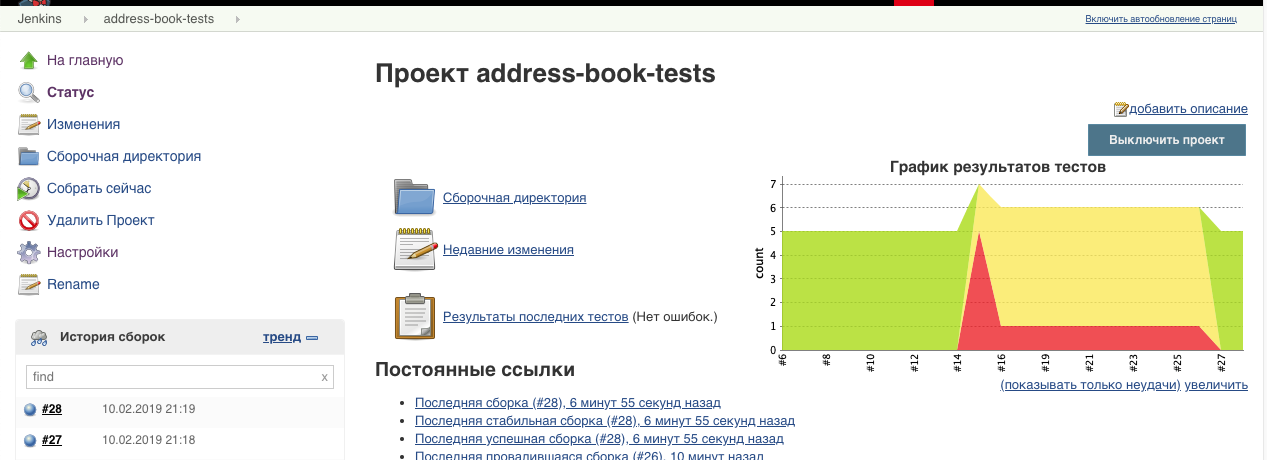 Jenkins address-book-tests Включить автообновление страниц
На главную
Статус
Изменения
Сборочная директория
Собрать сейчас
Удалить Проект
Настройки
Rename
История сборок тренд
find x
#28 10.02.2019 21:19
#27 10.02.2019 21:18
Проект address-book-tests
добавить описание
Выключить проект
Сборочная директория
Недавние изменения
Результаты последних тестов (Нет ошибок.)
График результатов тестов
count
7
6
5
4
3
2
1
0
#6 #8 #10 #12 #14 #16 #19 #21 #23 #25 #27
(показывать только неудачи) увеличить
Постоянные ссылки
Последняя сборка (#28), 6 минут 55 секунд назад
Последняя стабильная сборка (#28), 6 минут 55 секунд назад
Последняя успешная сборка (#28), 6 минут 55 секунд назад
Последняя провалившаяся сборка (#26), 10 минут назад